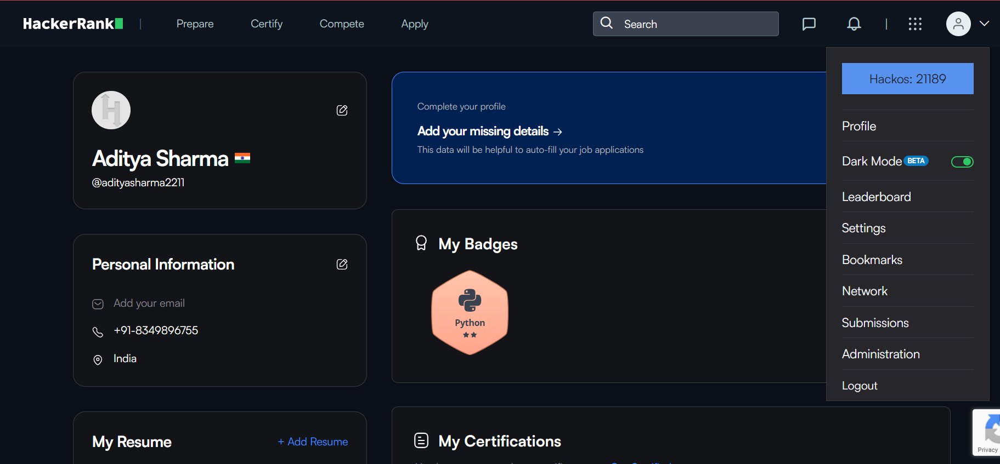 HackerRank
Prepare
Certify
Compete
Apply
Search
Hackos: 21189
Profile
Dark Mode BETA
Leaderboard
Settings
Bookmarks
Network
Submissions
Administration
Logout
Aditya Sharma
@adityasharma2211
Personal Information
Add your email
+91-8349896755
India
My Resume
+ Add Resume
Complete your profile
Add your missing details →
This data will be helpful to auto-fill your job applications
My Badges
Python
My Certifications
Privacy